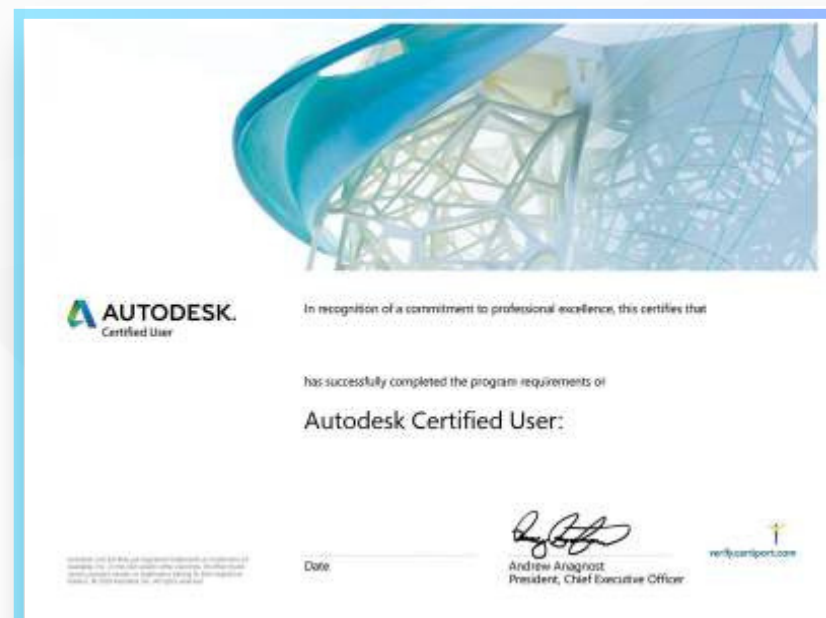 AUTODESK.
Certified User
In recognition of a commitment to professional excellence, this certifies that
has successfully completed the program requirements of
Autodesk Certified User:
Date
Andrew Anagnost
President, Chief Executive Officer
verify.certiport.com